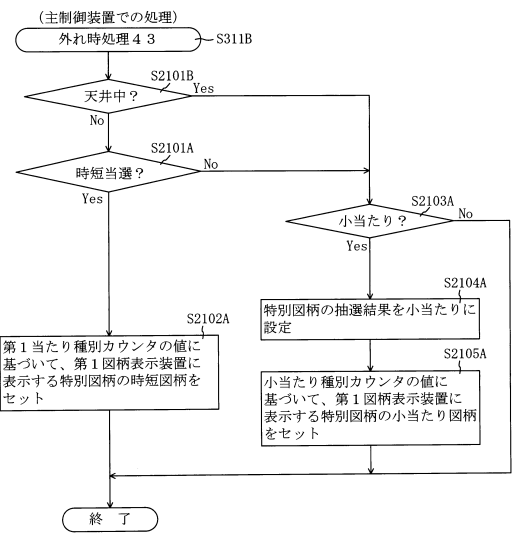 （主制御装置での処理）
外れ時処理４３
S311B
S2101B
天井中？
Yes
No
S2101A
時短当選？
No
Yes
S2103A
小当たり？
No
Yes
S2104A
特別図柄の抽選結果を小当たりに
設定
S2102A
第１当たり種別カウンタの値に
基づいて、第１図柄表示装置に
表示する特別図柄の時短図柄を
セット
S2105A
小当たり種別カウンタの値に
基づいて、第１図柄表示装置に
表示する特別図柄の小当たり図柄
をセット
終　了